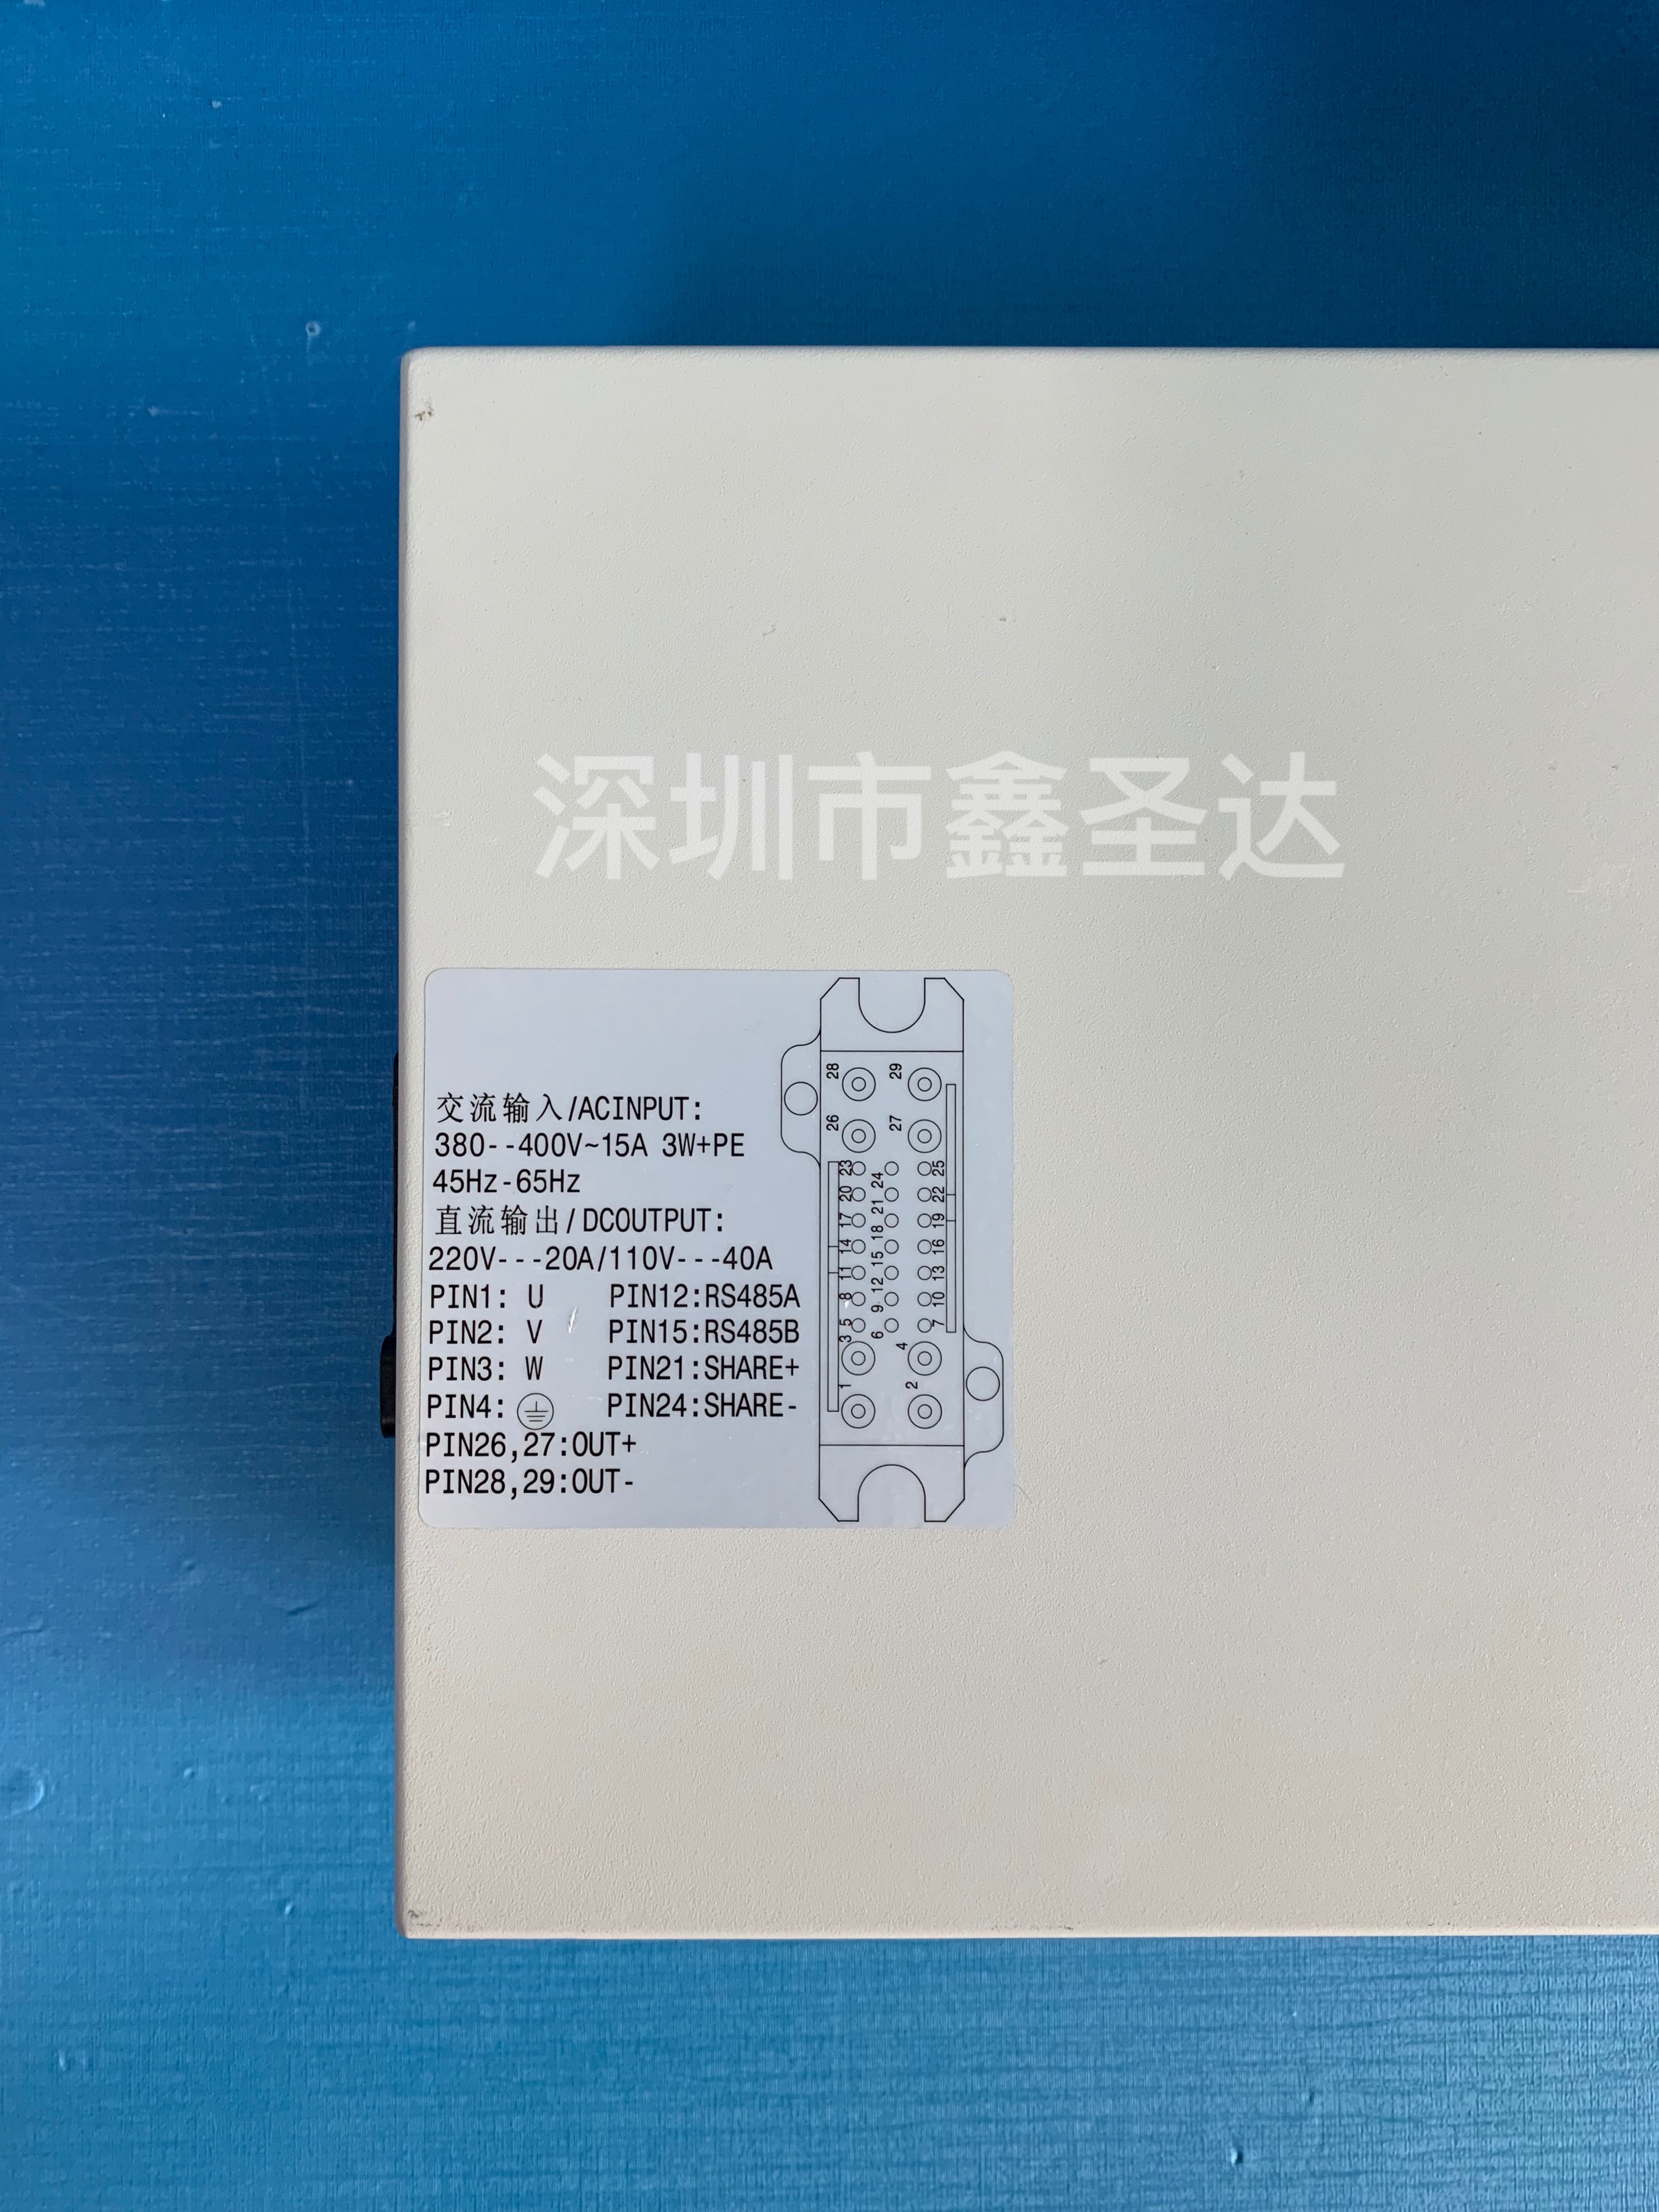 深圳市鑫圣达
交流输入/ACINPUT:
380--400V~15A 3W+PE
45Hz-65Hz
直流输出/DCOUTPUT:
220V---20A/110V---40A
PIN1: U PIN12:RS485A
PIN2: V PIN15:RS485B
PIN3: W PIN21:SHARE+
PIN4: PIN24:SHARE-
PIN26,27:OUT+
PIN28,29:OUT-
28 29
26 27
23 24 25
20 21 22
17 18 19
14 15 16
11 12 13
8 9 10
5 6 7
3 4
1 2